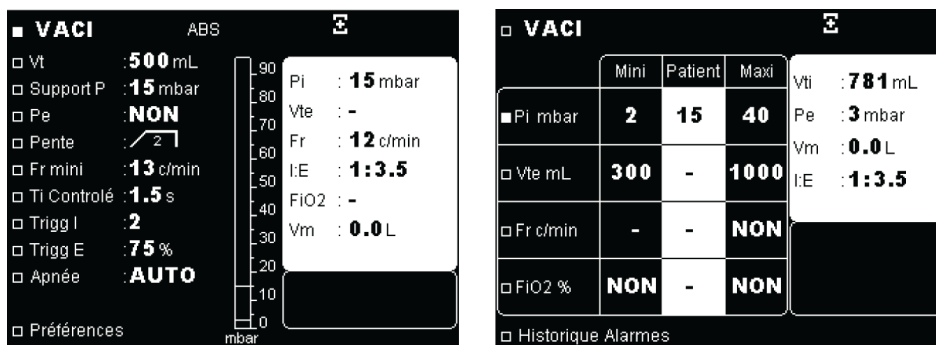 VACI ABS
Vt :500 mL
Support P :15 mbar
Pe :NON
Pente : 2
Fr mini :13 c/min
Ti Controlé :1.5 s
Trigg I :2
Trigg E :75 %
Apnée :AUTO
Préférences
90
80
70
60
50
40
30
20
10
0
mbar
Pi : 15 mbar
Vte : -
Fr : 12 c/min
I:E : 1:3.5
FiO2 : -
Vm : 0.0 L
VACI
Mini Patient Maxi
Pi mbar 2 15 40
Vte mL 300 - 1000
Fr c/min - - NON
FiO2 % NON - NON
Historique Alarmes
Vti :781 mL
Pe :3 mbar
Vm :0.0 L
I:E :1:3.5